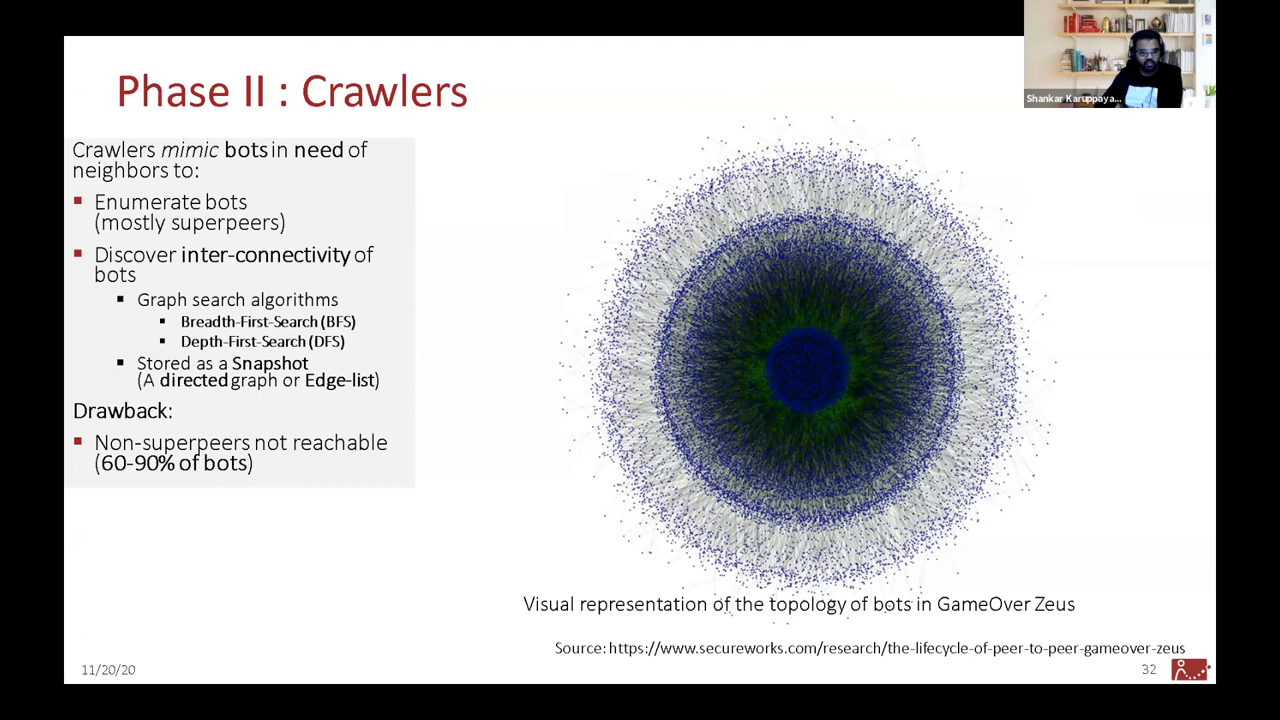 Phase II : Crawlers
Shankar Karuppaya...
Crawlers mimic bots in need of
neighbors to:
Enumerate bots
(mostly superpeers)
Discover inter-connectivity of
bots
Graph search algorithms
Breadth-First-Search (BFS)
Depth-First-Search (DFS)
Stored as a Snapshot
(A directed graph or Edge-list)
Drawback:
Non-superpeers not reachable
(60-90% of bots)
Visual representation of the topology of bots in GameOver Zeus
Source: https://www.secureworks.com/research/the-lifecycle-of-peer-to-peer-gameover-zeus
11/20/20
32